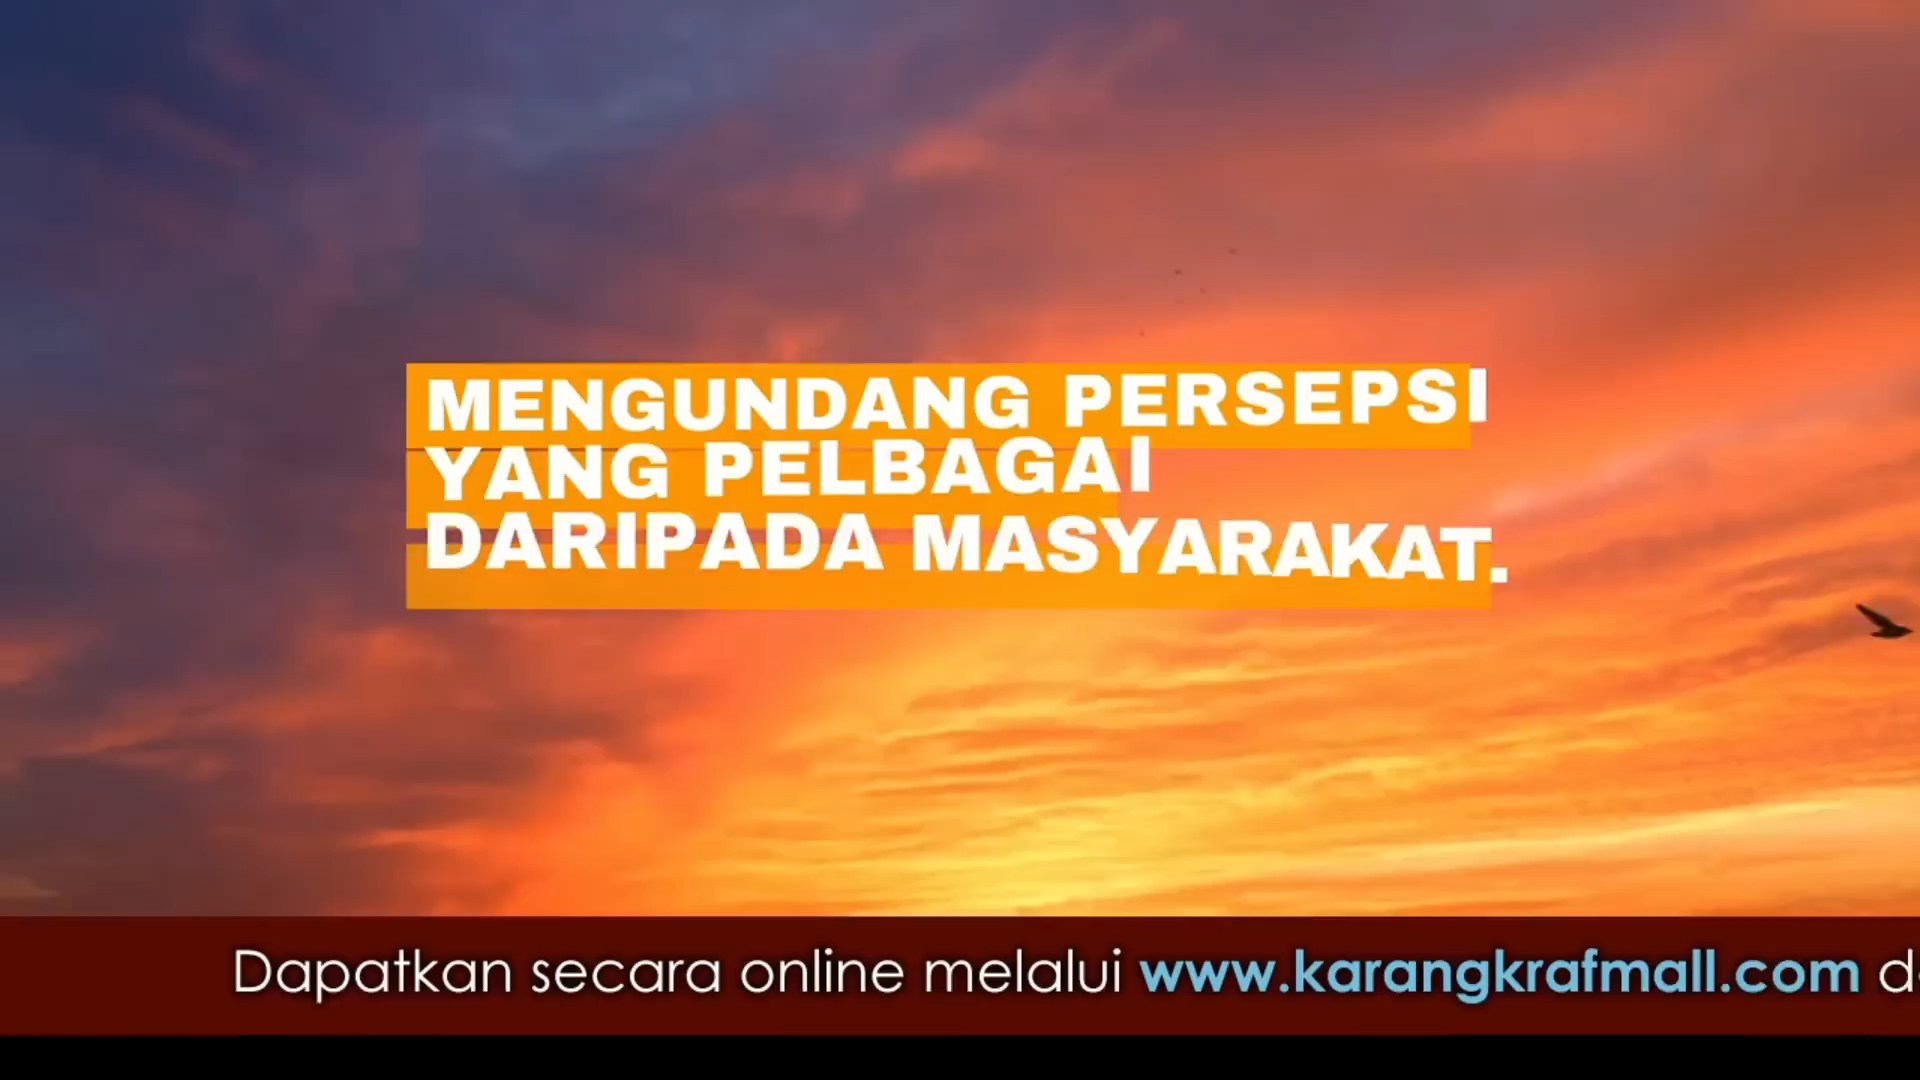 MENGUNDANG PERSEPSI
YANG PELBAGAI
DARIPADA MASYARAKAT.
Dapatkan secara online melalui www.karangkrafmall.com